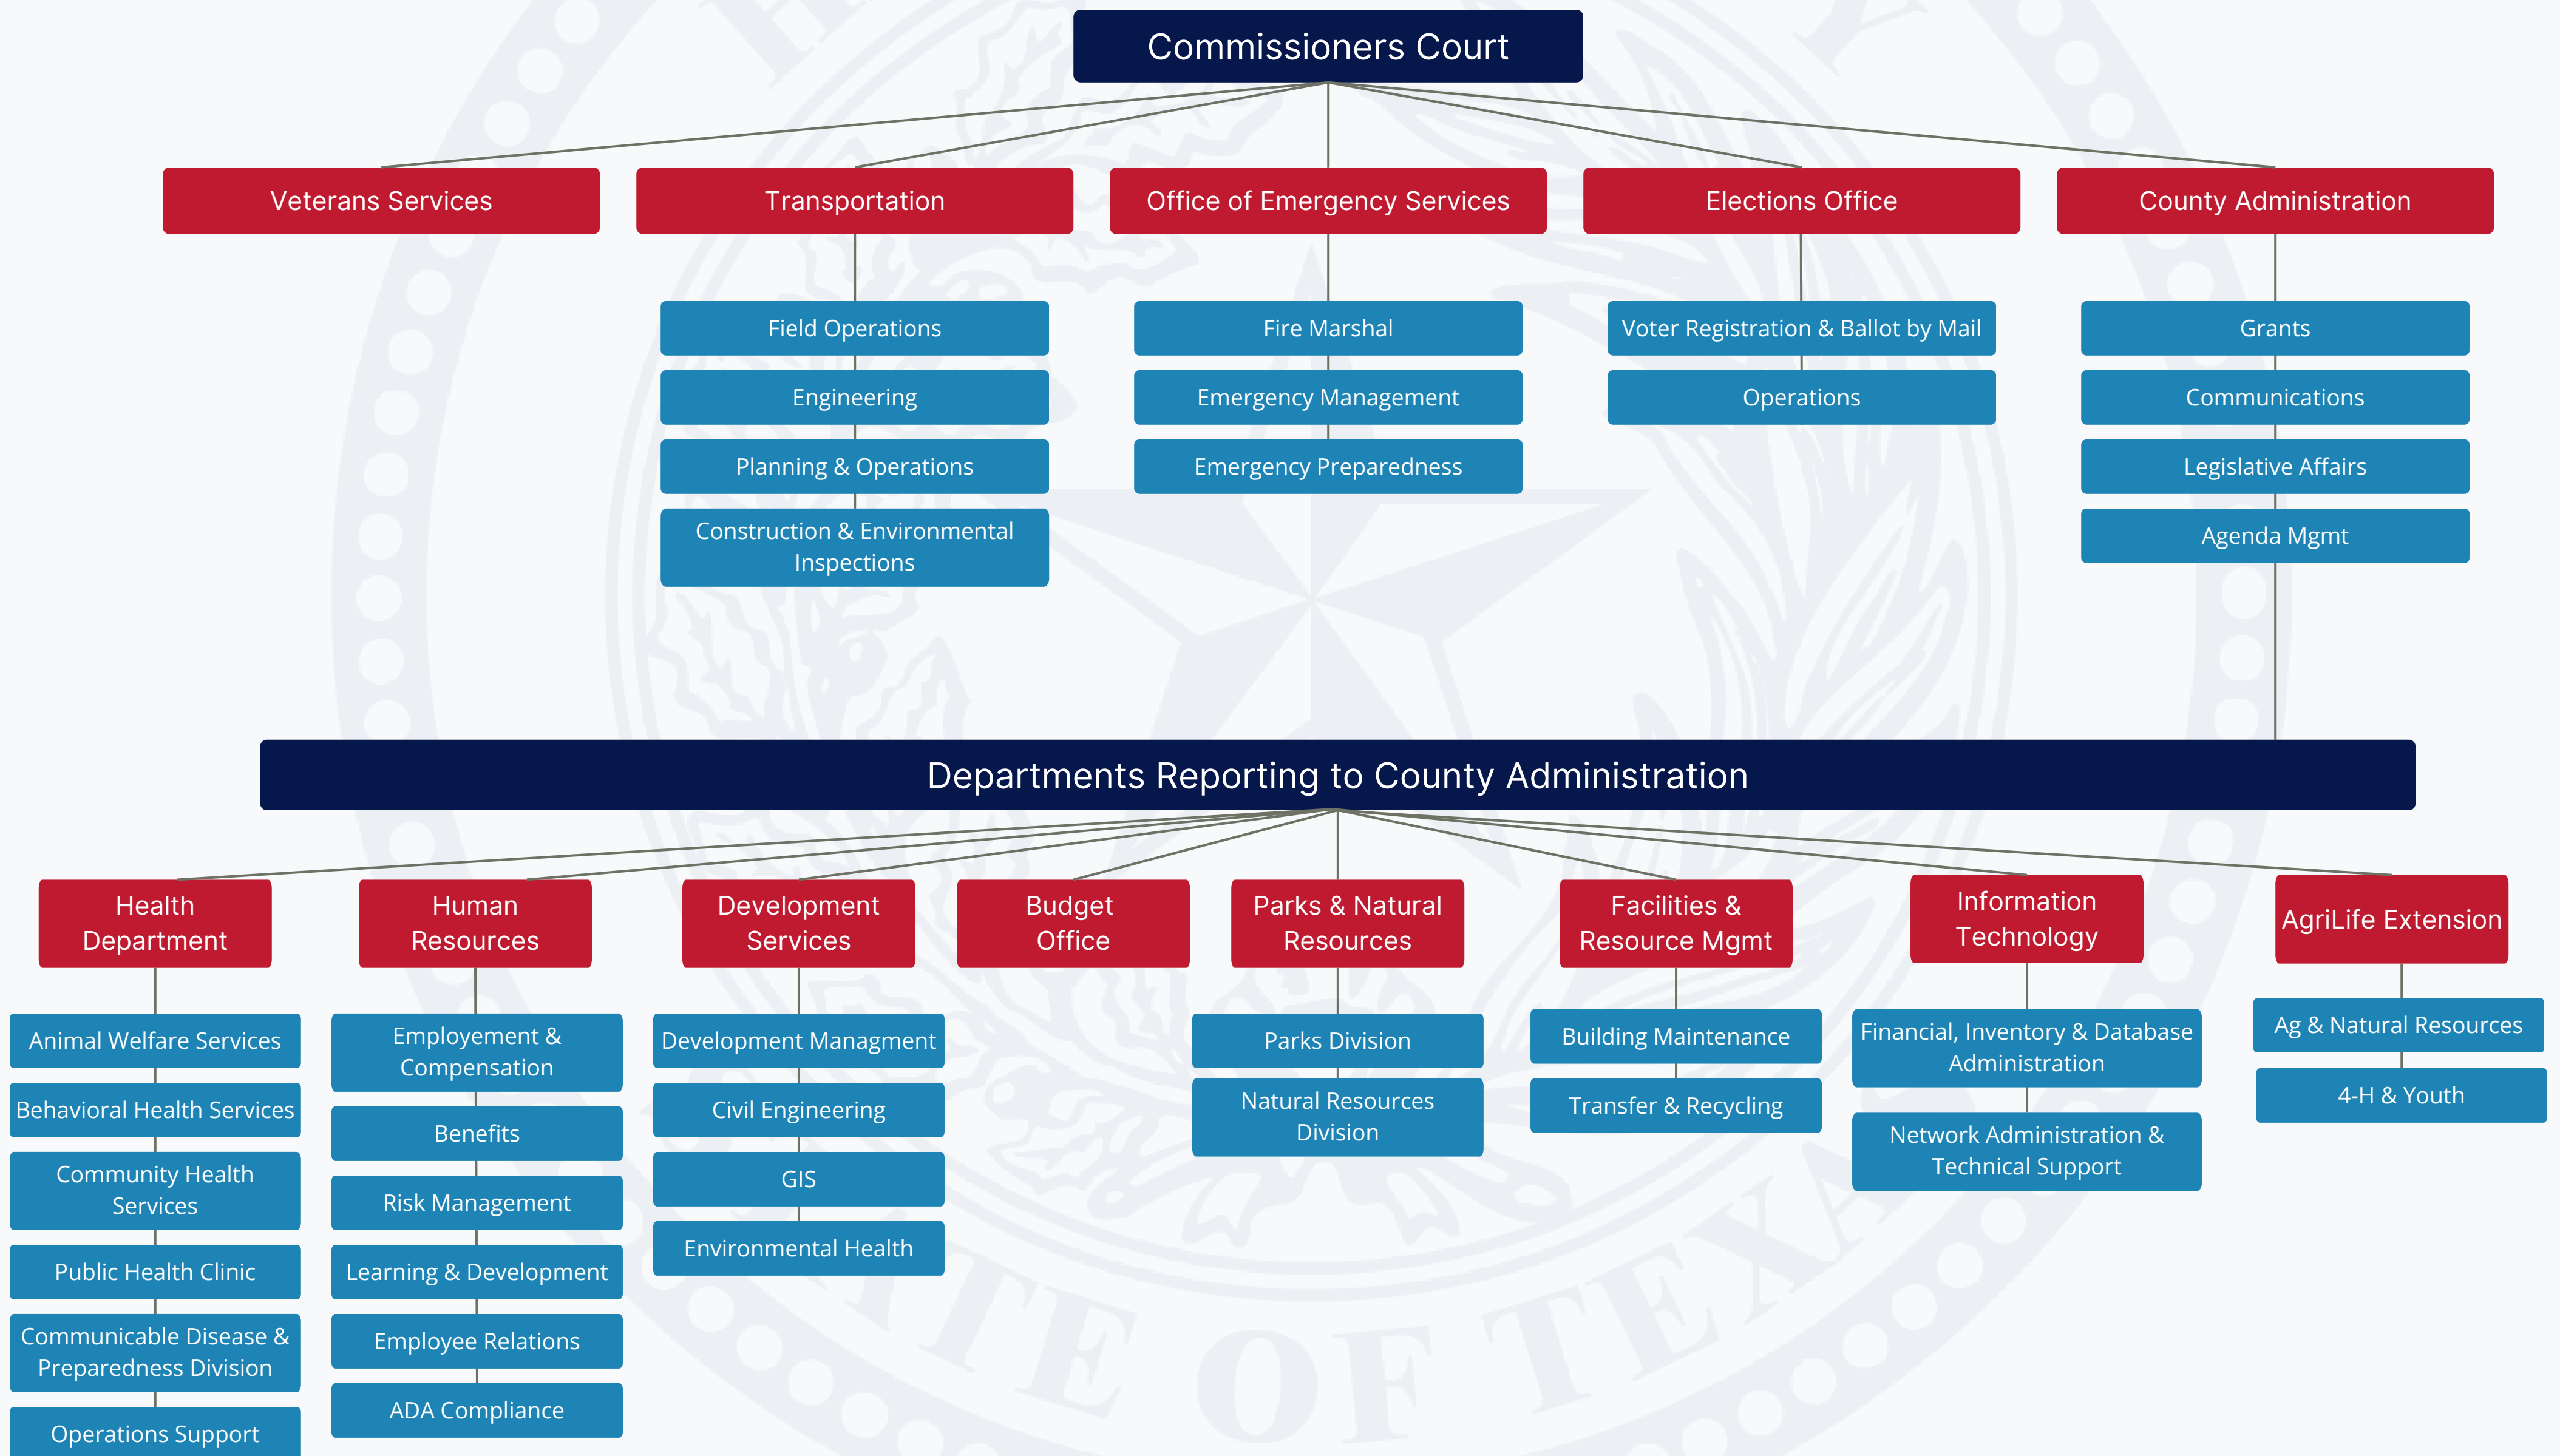 Commissioners Court
Veterans Services
Transportation
Office of Emergency Services
Elections Office
County Administration
Field Operations
Engineering
Planning & Operations
Construction & Environmental
Inspections
Fire Marshal
Emergency Management
Emergency Preparedness
Voter Registration & Ballot by Mail
Operations
Grants
Communications
Legislative Affairs
Agenda Mgmt
Departments Reporting to County Administration
Health
Department
Animal Welfare Services
Behavioral Health Services
Community Health
Services
Public Health Clinic
Communicable Disease &
Preparedness Division
Operations Support
Human
Resources
Employement &
Compensation
Benefits
Risk Management
Learning & Development
Employee Relations
ADA Compliance
Development
Services
Development Managment
Civil Engineering
GIS
Environmental Health
Budget
Office
Parks & Natural
Resources
Parks Division
Natural Resources
Division
Facilities &
Resource Mgmt
Building Maintenance
Transfer & Recycling
Information
Technology
Financial, Inventory & Database
Administration
Network Administration &
Technical Support
AgriLife Extension
Ag & Natural Resources
4-H & Youth
OF TEXAS